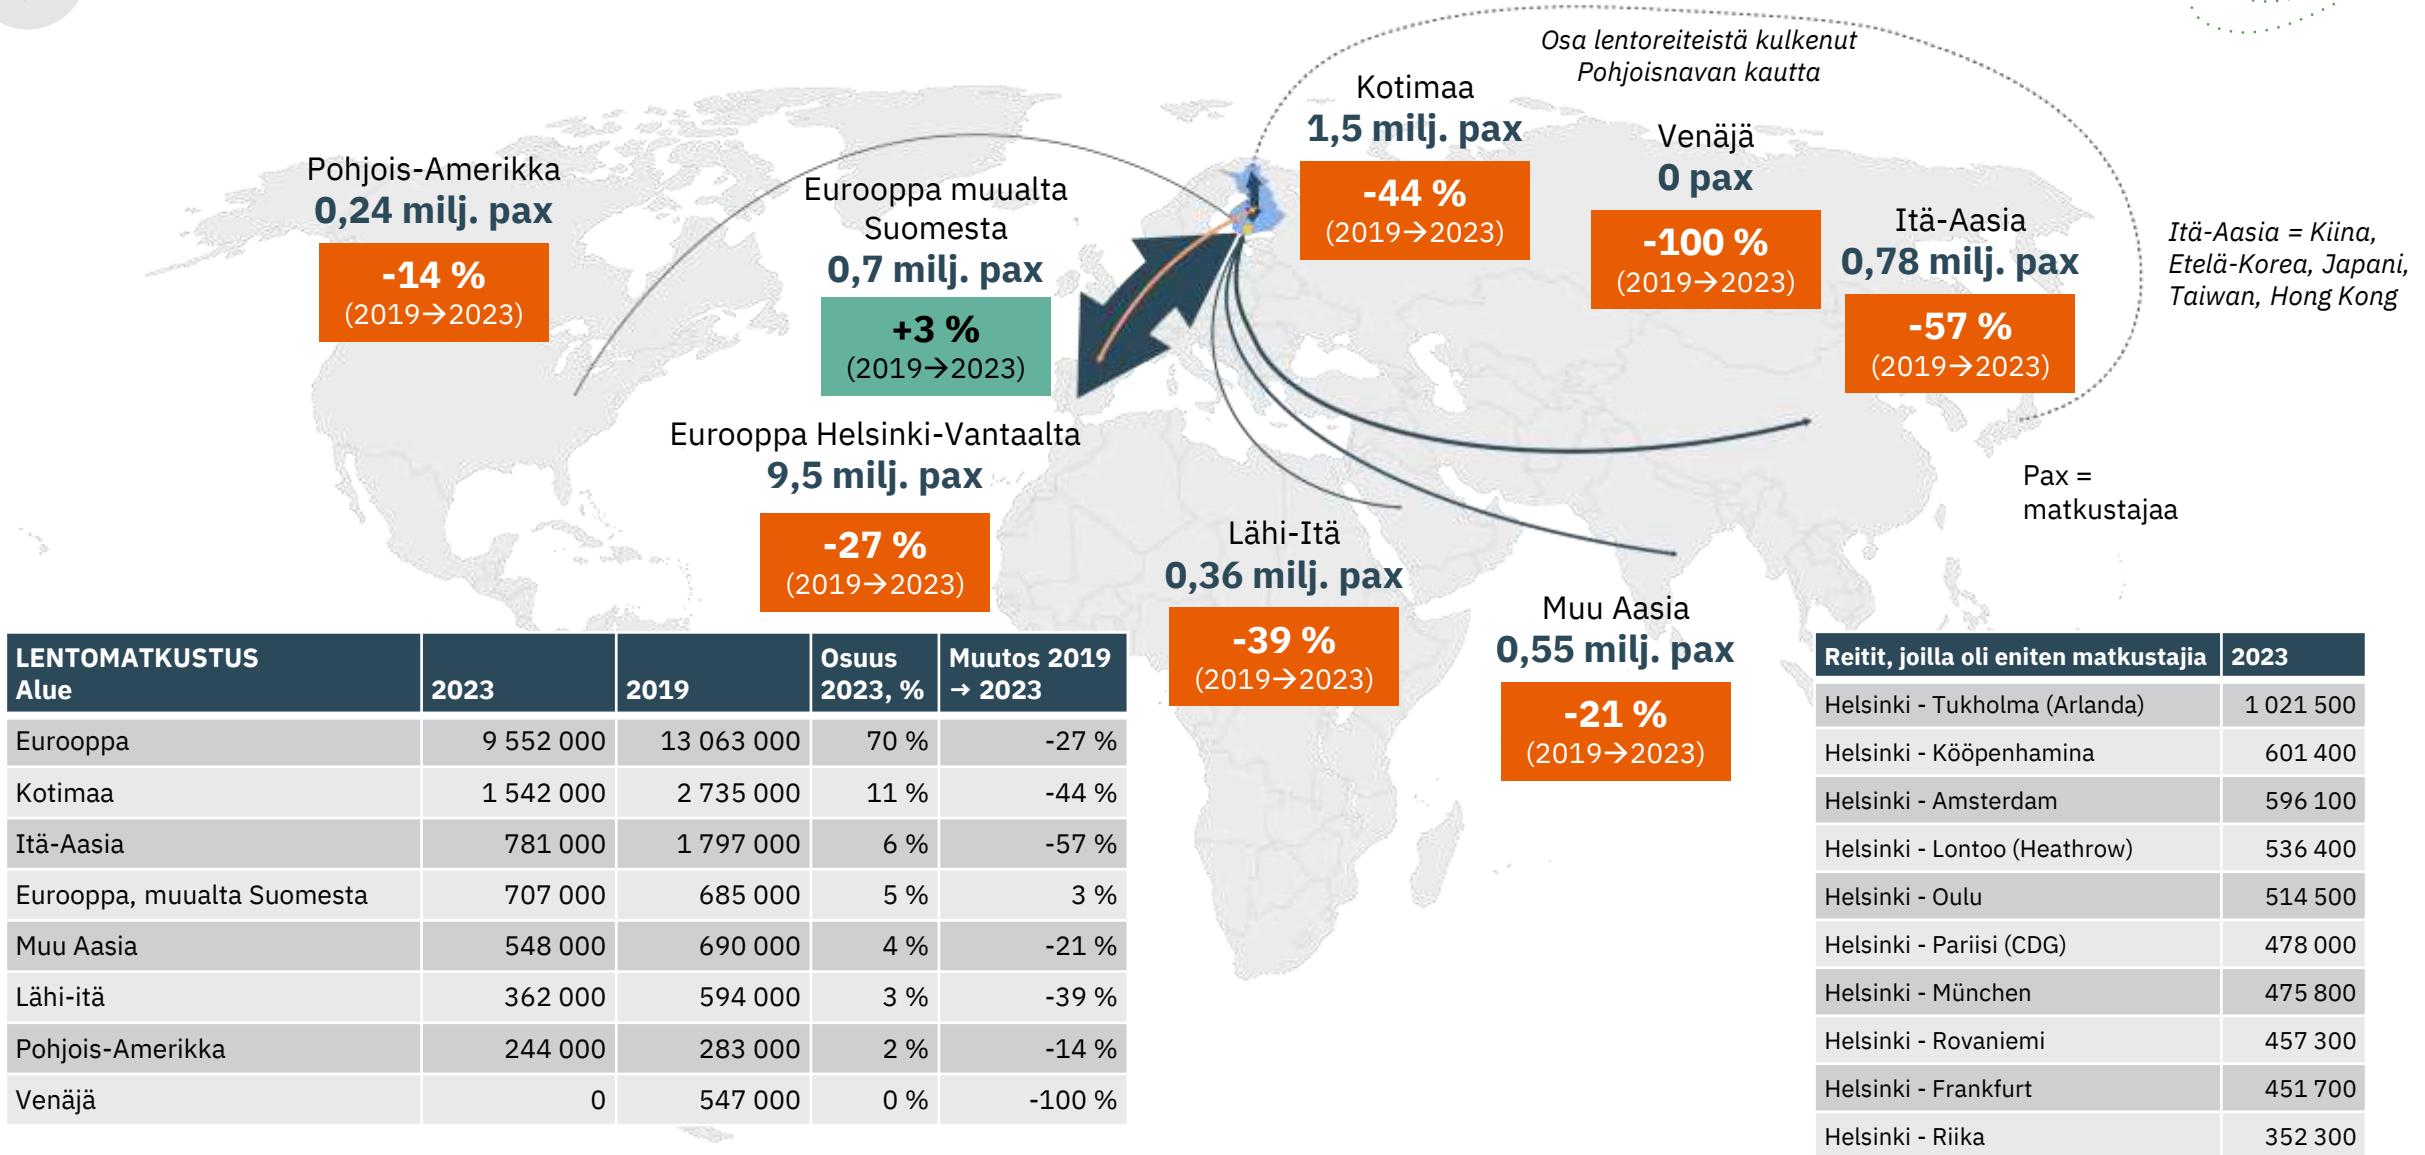 Osa lentoreiteistä kulkenut
Pohjoisnavan kautta
Kotimaa
1,5 milj. pax
-44 %
(2019→2023)
Venäjä
0 pax
-100 %
(2019→2023)
Itä-Aasia
0,78 milj. pax
-57 %
(2019→2023)
Itä-Aasia = Kiina,
Etelä-Korea, Japani,
Taiwan, Hong Kong
Pohjois-Amerikka
0,24 milj. pax
-14 %
(2019→2023)
Eurooppa muualta
Suomesta
0,7 milj. pax
+3 %
(2019→2023)
Eurooppa Helsinki-Vantaalta
9,5 milj. pax
-27 %
(2019→2023)
Pax =
matkustajaa
Lähi-Itä
0,36 milj. pax
-39 %
(2019→2023)
Muu Aasia
0,55 milj. pax
-21 %
(2019→2023)
LENTOMATKUSTUS
Alue 2023 2019 Osuus 2023, % Muutos 2019 → 2023
Eurooppa 9 552 000 13 063 000 70 % -27 %
Kotimaa 1 542 000 2 735 000 11 % -44 %
Itä-Aasia 781 000 1 797 000 6 % -57 %
Eurooppa, muualta Suomesta 707 000 685 000 5 % 3 %
Muu Aasia 548 000 690 000 4 % -21 %
Lähi-itä 362 000 594 000 3 % -39 %
Pohjois-Amerikka 244 000 283 000 2 % -14 %
Venäjä 0 547 000 0 % -100 %
Reitit, joilla oli eniten matkustajia 2023
Helsinki - Tukholma (Arlanda) 1 021 500
Helsinki - Kööpenhamina 601 400
Helsinki - Amsterdam 596 100
Helsinki - Lontoo (Heathrow) 536 400
Helsinki - Oulu 514 500
Helsinki - Pariisi (CDG) 478 000
Helsinki - München 475 800
Helsinki - Rovaniemi 457 300
Helsinki - Frankfurt 451 700
Helsinki - Riika 352 300